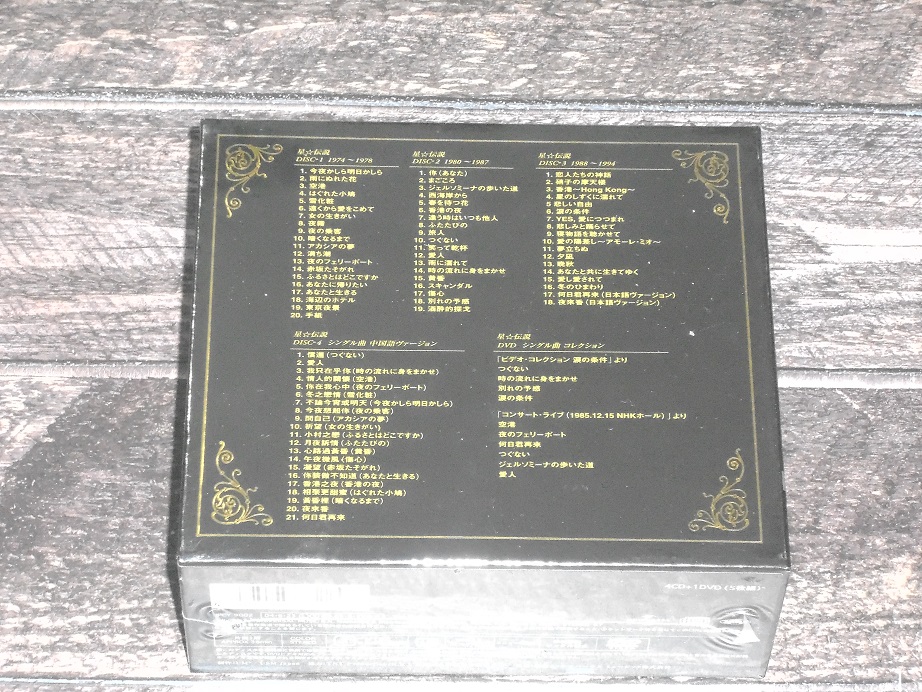 星☆伝説
DISC-1 1974～1978
1. 今夜かしら明日かしら
2. 雨にぬれた花
3. 空港
4. はぐれた小鳩
5. 雪化粧
6. 遠くから愛をこめて
7. 女の生きがい
8. 夜霧
9. 夜の乗客
10. 暗くなるまで
11. アカシアの夢
12. 満ち潮
13. 夜のフェリーボート
14. 赤坂たそがれ
15. ふるさとはどこですか
16. あなたに帰りたい
17. あなたと生きる
18. 海辺のホテル
19. 東京夜景
20. 手紙
星☆伝説
DISC-2 1980～1987
1. 你(あなた)
2. まごころ
3. ジェルソミーナの歩いた道
4. 西海岸から
5. 春を待つ花
6. 香港の夜
7. 逢う時はいつも他人
8. ふたたびの
9. 旅人
10. つぐない
11. 笑って乾杯
12. 愛人
13. 雨に濡れて
14. 時の流れに身をまかせ
15. 黄昏
16. スキャンダル
17. 傷心
18. 別れの予感
19. 酒酔的探戈
星☆伝説
DISC-3 1988～1994
1. 恋人たちの神話
2. 硝子の摩天楼
3. 香港～Hong Kong～
4. 夏のしずくに濡れて
5. 悲しい自由
6. 涙の条件
7. YES, 愛につつまれ
8. 悲しみと踊らせて
9. 寝物語を聴かせて
10. 愛の陽差し～アモーレ・ミオ～
11. 夢立ちぬ
12. 夕凪
13. 晩秋
14. あなたと共に生きてゆく
15. 愛し愛されて
16. 冬のひまわり
17. 何日君再来(日本語ヴァージョン)
18. 夜来香(日本語ヴァージョン)
星☆伝説
DISC-4 シングル曲 中国語ヴァージョン
1. 償還(つぐない)
2. 愛人
3. 我只在乎你(時の流れに身をまかせ)
4. 情人的關懷(空港)
5. 你在我心中(夜のフェリーボート)
6. 冬之戀情(雪化粧)
7. 不論今宵或明天(今夜かしら明日かしら)
8. 今夜想起你(夜の乗客)
9. 問自己(アカシアの夢)
10. 祈望(女の生きがい)
11. 小村之戀(ふるさとはどこですか)
12. 月夜訴情(ふたたびの)
13. 心路過黃昏(黄昏)
14. 午夜微風(傷心)
15. 凝望(赤坂たそがれ)
16. 你裝做不知道(あなたと生きる)
17. 香港之夜(香港の夜)
18. 相聚更甜蜜(はぐれた小鳩)
19. 黃昏裡(暗くなるまで)
20. 夜来香
21. 何日君再来
星☆伝説
DVD シングル曲 コレクション
「ビデオ・コレクション 涙の条件」より
つぐない
時の流れに身をまかせ
別れの予感
涙の条件
「コンサート・ライブ(1985.12.15 NHKホール)」より
空港
夜のフェリーボート
何日君再来
つぐない
ジェルソミーナの歩いた道
愛人
4CD+1DVD(5枚組)